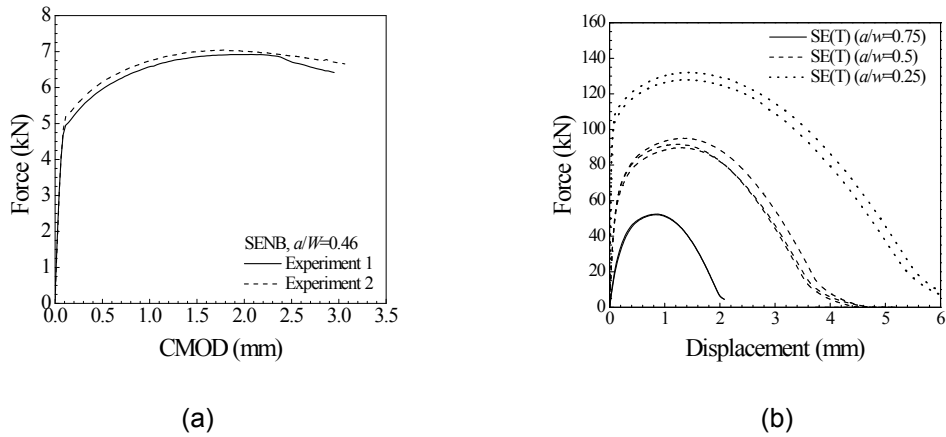 8
7
6
5
4
3
2
1
0
Force (kN)
SENB, a/W=0.46
Experiment 1
Experiment 2
0.0 0.5 1.0 1.5 2.0 2.5 3.0 3.5
CMOD (mm)
(a)
160
140
120
100
80
60
40
20
0
Force (kN)
SE(T) (a/w=0.75)
SE(T) (a/w=0.5)
SE(T) (a/w=0.25)
0 1 2 3 4 5 6
Displacement (mm)
(b)